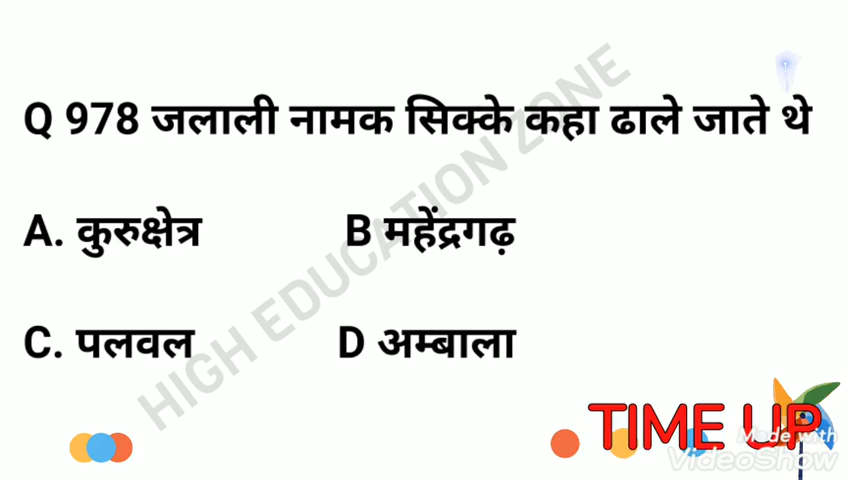 Q 978 जलाली नामक सिक्के कहा ढाले जाते थे
A. कुरुक्षेत्र B महेंद्रगढ़
C. पलवल D अम्बाला
HIGH EDUCATION ZONE
TIME UP
Made with
VideoShow